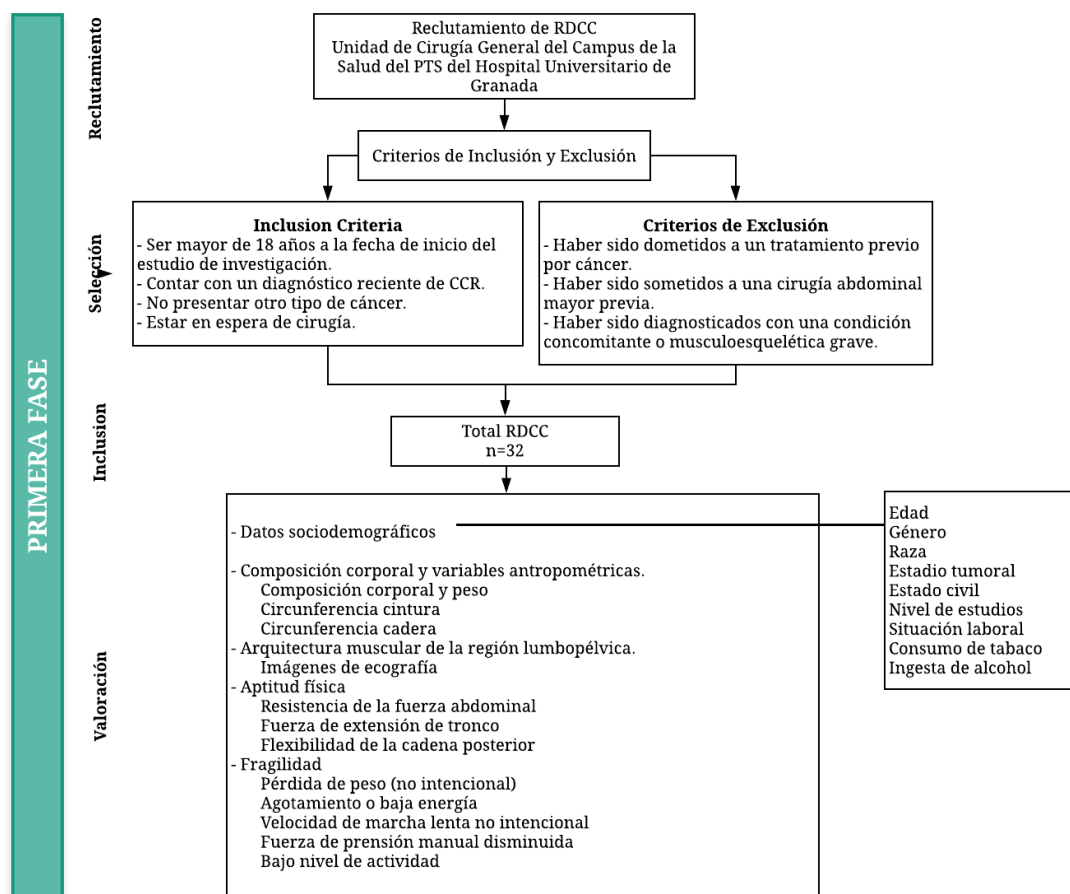 PRIMERA FASE
Reclutamiento
Reclutamiento de RDCC
Unidad de Cirugía General del Campus de la
Salud del PTS del Hospital Universitario de
Granada
Criterios de Inclusión y Exclusión
Selección
Inclusion Criteria
- Ser mayor de 18 años a la fecha de inicio del
estudio de investigación.
- Contar con un diagnóstico reciente de CCR.
- No presentar otro tipo de cáncer.
- Estar en espera de cirugía.
Criterios de Exclusión
- Haber sido dometidos a un tratamiento previo
por cáncer.
- Haber sido sometidos a una cirugía abdominal
mayor previa.
- Haber sido diagnosticados con una condición
concomitante o musculoesquelética grave.
Inclusion
Total RDCC
n=32
Valoración
- Datos sociodemográficos
- Composición corporal y variables antropométricas.
Composición corporal y peso
Circunferencia cintura
Circunferencia cadera
- Arquitectura muscular de la región lumbopélvica.
Imágenes de ecografía
- Aptitud física
Resistencia de la fuerza abdominal
Fuerza de extensión de tronco
Flexibilidad de la cadena posterior
- Fragilidad
Pérdida de peso (no intencional)
Agotamiento o baja energía
Velocidad de marcha lenta no intencional
Fuerza de prensión manual disminuida
Bajo nivel de actividad
Edad
Género
Raza
Estadio tumoral
Estado civil
Nivel de estudios
Situación laboral
Consumo de tabaco
Ingesta de alcohol